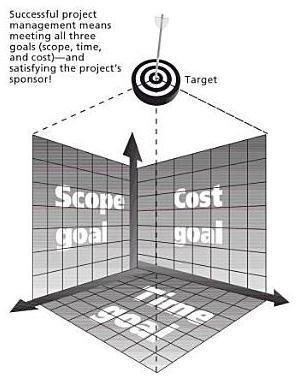 Successful project
management means
meeting all three
goals (scope, time,
and cost)—and
satisfying the project's
sponsor!
Target
Scope
goal
Cost
goal
Time
goal